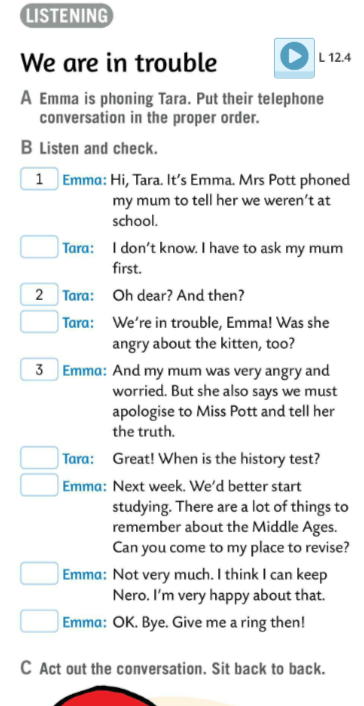 LISTENING
We are in trouble
L 12.4
A Emma is phoning Tara. Put their telephone
conversation in the proper order.
B Listen and check.
1 Emma: Hi, Tara. It's Emma. Mrs Pott phoned
my mum to tell her we weren't at
school.
Tara: I don't know. I have to ask my mum
first.
2 Tara: Oh dear? And then?
Tara: We're in trouble, Emma! Was she
angry about the kitten, too?
3 Emma: And my mum was very angry and
worried. But she also says we must
apologise to Miss Pott and tell her
the truth.
Tara: Great! When is the history test?
Emma: Next week. We'd better start
studying. There are a lot of things to
remember about the Middle Ages.
Can you come to my place to revise?
Emma: Not very much. I think I can keep
Nero. I'm very happy about that.
Emma: OK. Bye. Give me a ring then!
C Act out the conversation. Sit back to back.